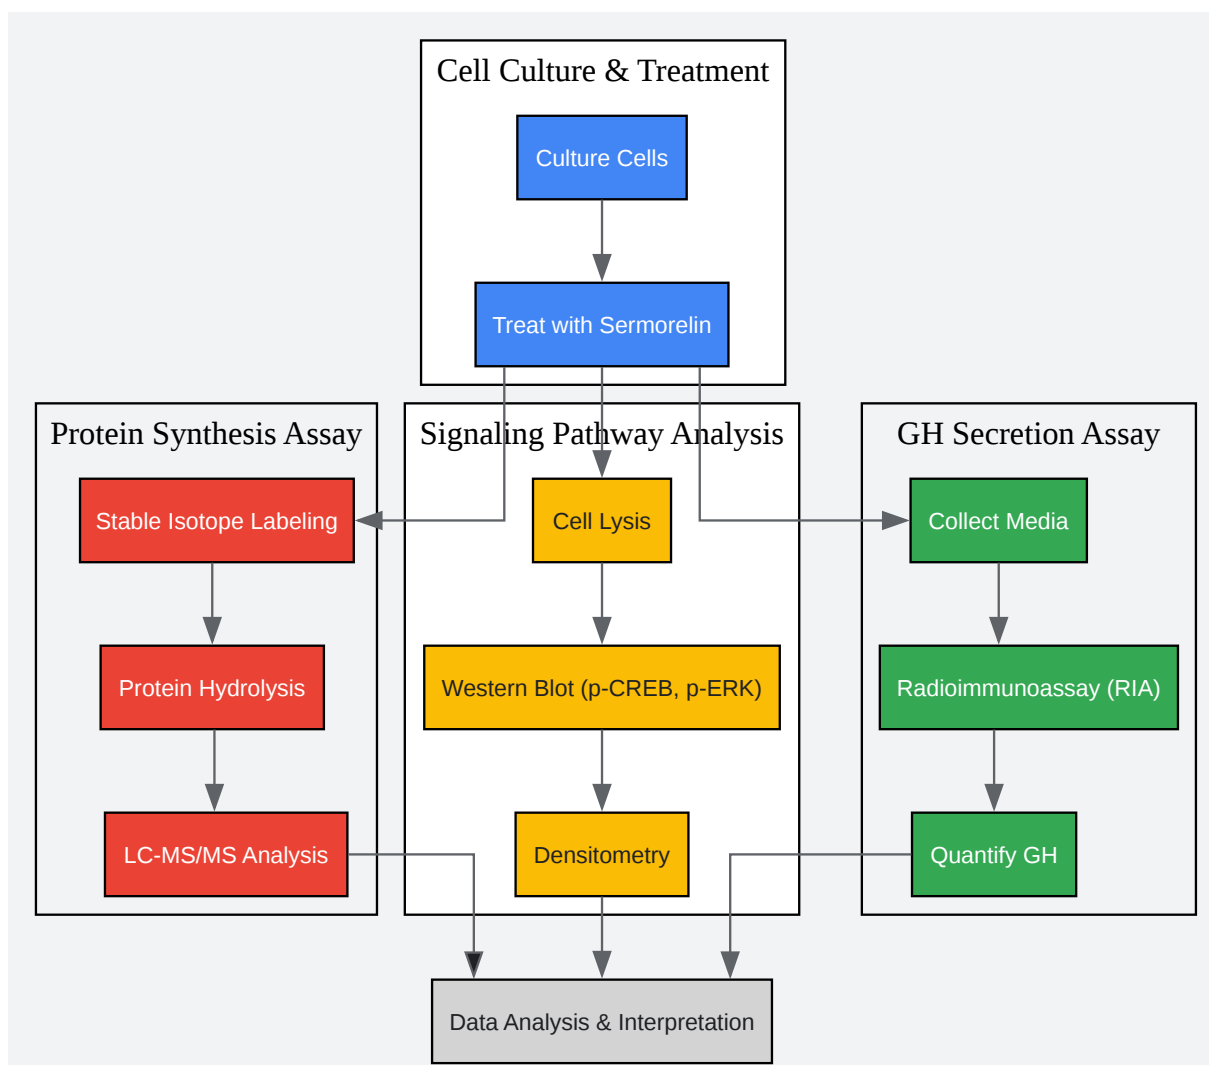 Cell Culture & Treatment
Culture Cells
Treat with Sermorelin
Protein Synthesis Assay
Stable Isotope Labeling
Protein Hydrolysis
LC-MS/MS Analysis
Signaling Pathway Analysis
Cell Lysis
Western Blot (p-CREB, p-ERK)
Densitometry
GH Secretion Assay
Collect Media
Radioimmunoassay (RIA)
Quantify GH
Data Analysis & Interpretation